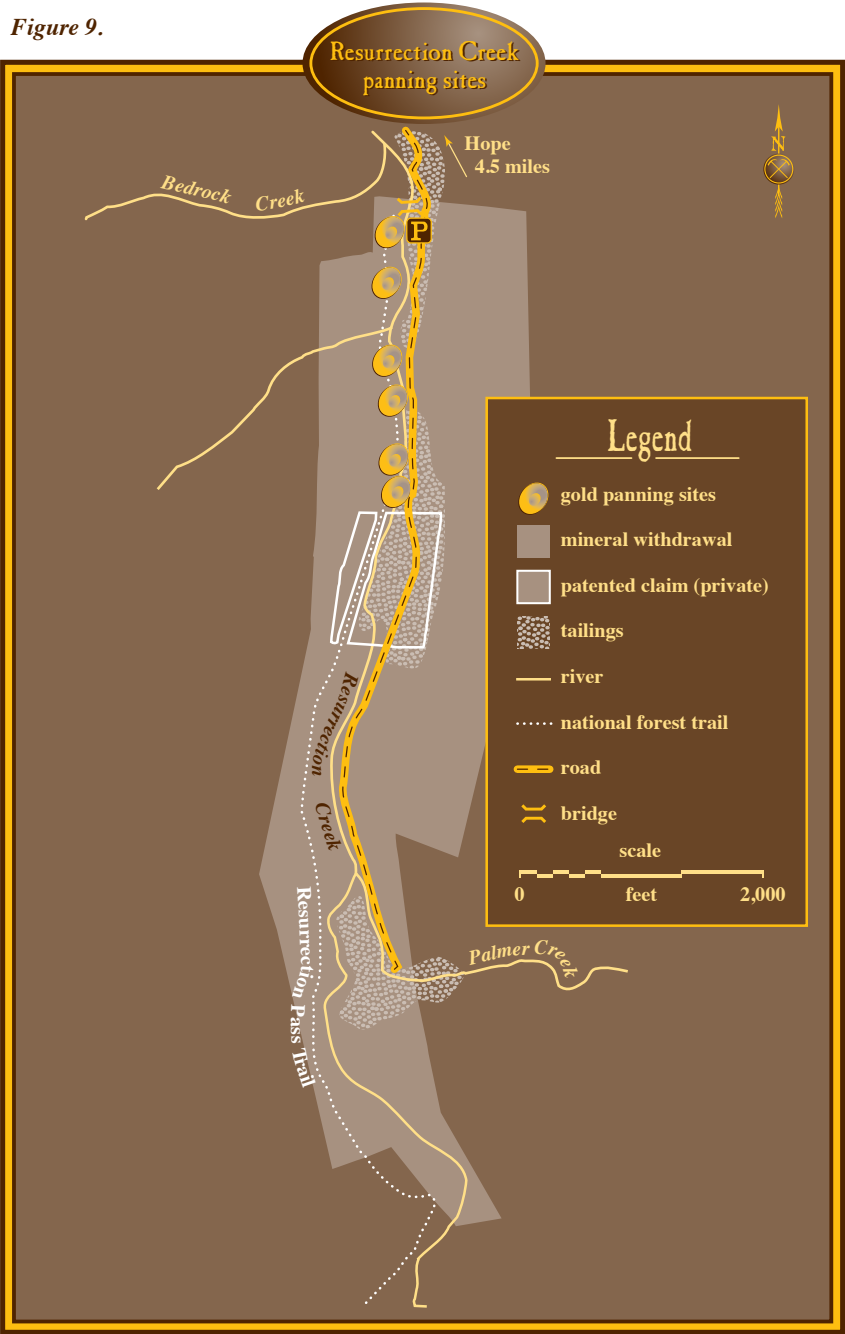 Figure 9.
Resurrection Creek
panning sites
Hope
4.5 miles
N
Bedrock Creek
P
Legend
gold panning sites
mineral withdrawal
patented claim (private)
tailings
river
national forest trail
road
bridge
scale
0 feet 2,000
Resurrection Creek
Resurrection Pass Trail
Palmer Creek